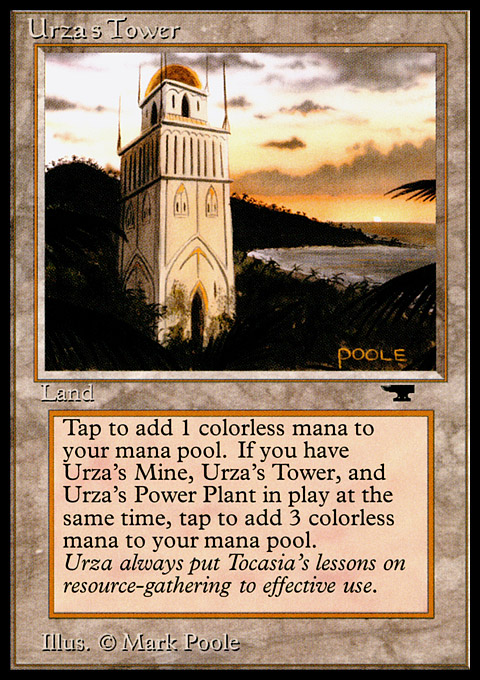 Urza's Tower
POOLE
Land
Tap to add 1 colorless mana to
your mana pool. If you have
Urza's Mine, Urza's Tower, and
Urza's Power Plant in play at the
same time, tap to add 3 colorless
mana to your mana pool.
Urza always put Tocasia's lessons on
resource-gathering to effective use.
Illus. © Mark Poole